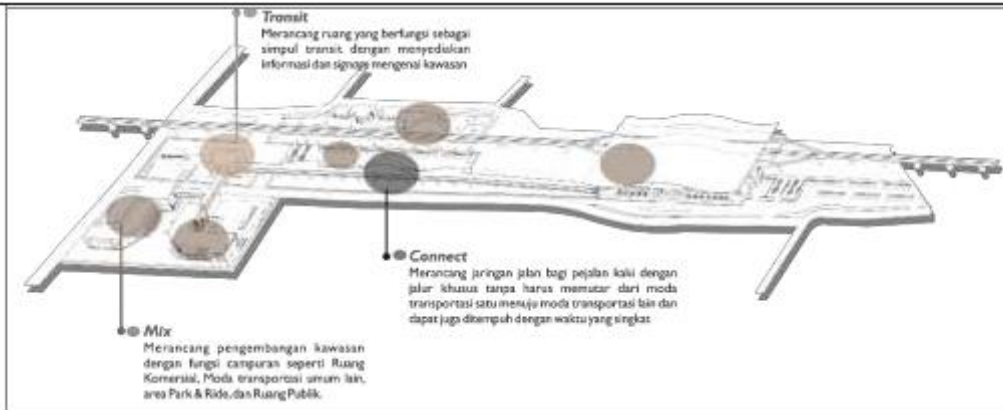 Transit
Merancang ruang yang berfungsi sebagai
simpul transit dengan menyediakan
informasi dan signage mengenai kawasan
Connect
Merancang jaringan jalan bagi pejalan kaki dengan
jalur khusus tanpa harus memutar dari moda
transportasi satu menuju moda transportasi lain dan
dapat juga ditempuh dengan waktu yang singkat
Mix
Merancang pengembangan kawasan
dengan fungsi campuran seperti Ruang
Komersial, Moda transportasi umum lain,
area Park & Ride, dan Ruang Publik.